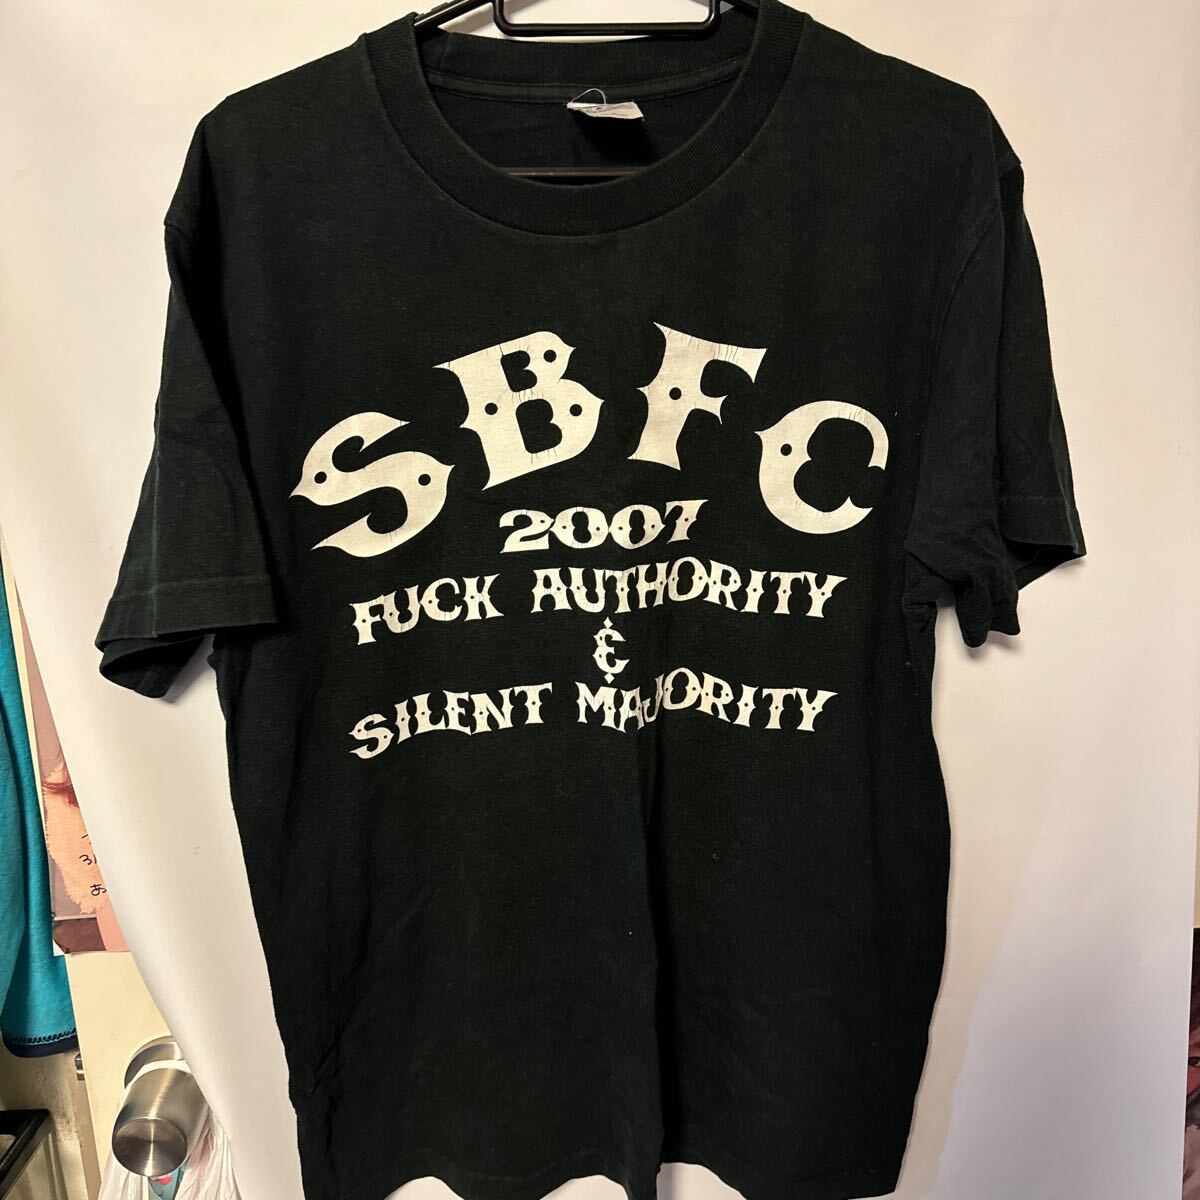 SBFC
2007
FUCK AUTHORITY
&
SILENT MAJORITY